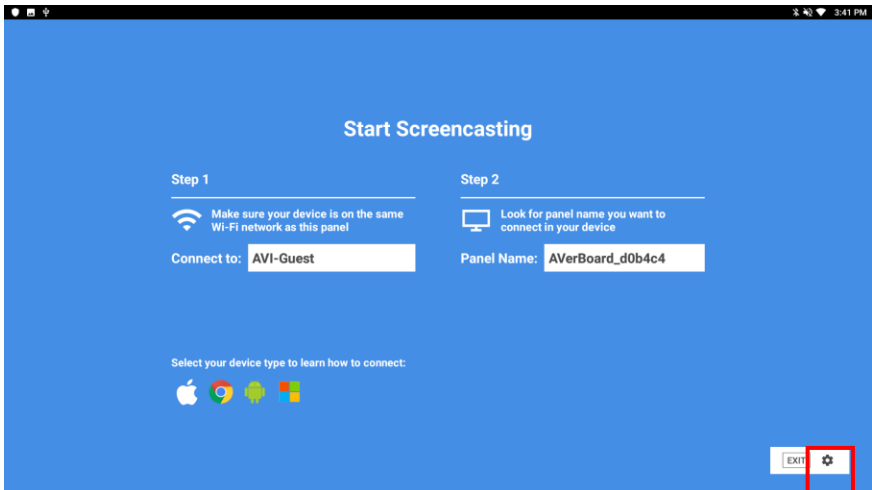 3:41 PM
Start Screencasting
Step 1
Make sure your device is on the same
Wi-Fi network as this panel
Connect to: AVI-Guest
Step 2
Look for panel name you want to
connect in your device
Panel Name: AVerBoard_d0b4c4
Select your device type to learn how to connect:
EXIT